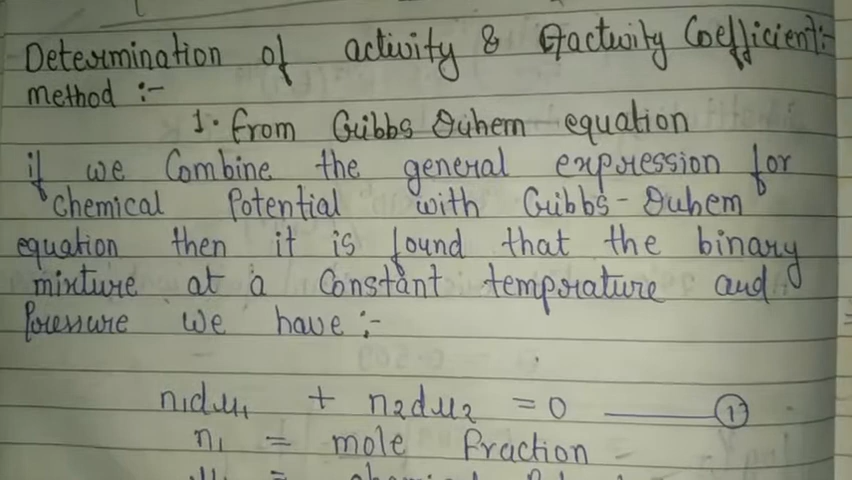 Determination of activity & activity Coefficient:-
method :-
1. From Gibbs Duhem equation
if we Combine the general expression for
Chemical Potential with Gibbs-Duhem
equation then it is found that the binary
mixture at a constant temprature and
Pressure we have :-
n₁dμ₁ + n₂dμ₂ = 0 ——— ①
n₁ = mole fraction